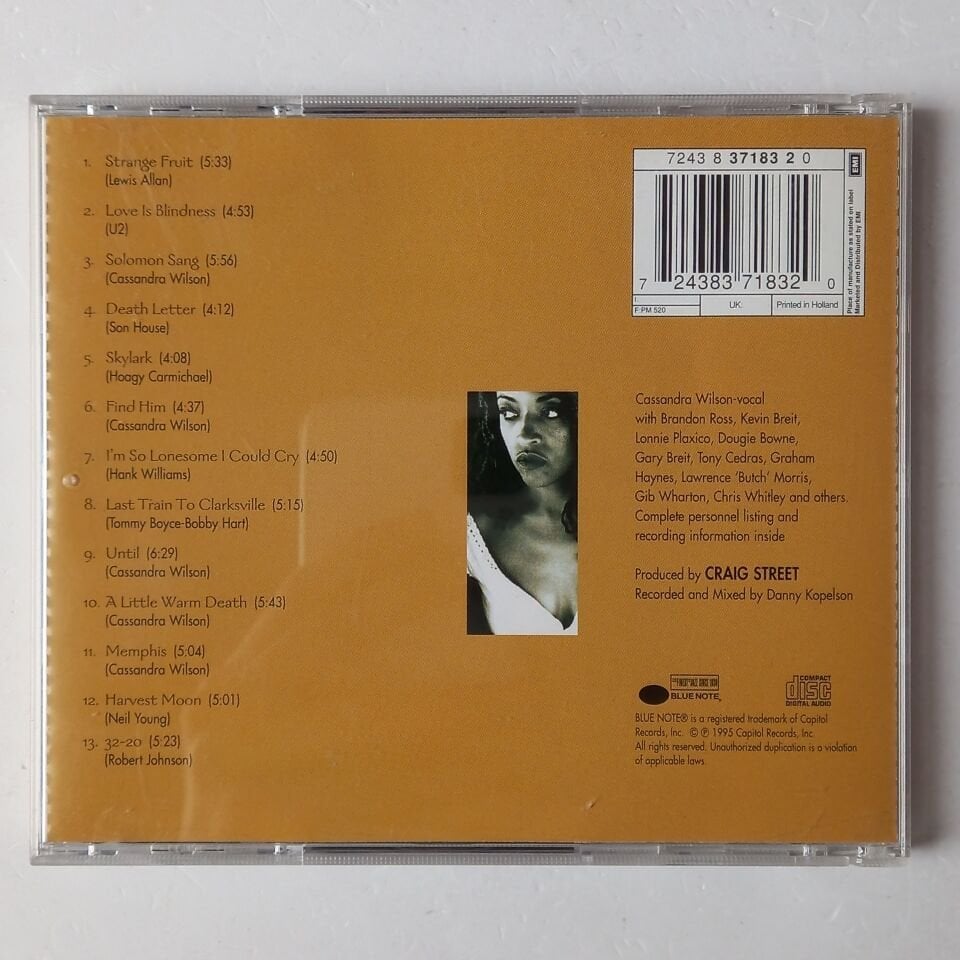 1. Strange Fruit (5:33)
(Lewis Allan)
2. Love Is Blindness (4:53)
(U2)
3. Solomon Sang (5:56)
(Cassandra Wilson)
4. Death Letter (4:12)
(Son House)
5. Skylark (4:08)
(Hoagy Carmichael)
6. Find Him (4:37)
(Cassandra Wilson)
7. I'm So Lonesome I Could Cry (4:50)
(Hank Williams)
8. Last Train To Clarksville (5:15)
(Tommy Boyce-Bobby Hart)
9. Until (6:29)
(Cassandra Wilson)
10. A Little Warm Death (5:43)
(Cassandra Wilson)
11. Memphis (5:04)
(Cassandra Wilson)
12. Harvest Moon (5:01)
(Neil Young)
13. 32-20 (5:23)
(Robert Johnson)
7243 8 37183 2 0
7 24383 71832 0
I:
F:PM 520
UK:
Printed in Holland
EMI
Place of manufacture as stated on label
Marketed and Distributed by EMI
Cassandra Wilson-vocal
with Brandon Ross, Kevin Breit,
Lonnie Plaxico, Dougie Bowne,
Gary Breit, Tony Cedras, Graham
Haynes, Lawrence 'Butch' Morris,
Gib Wharton, Chris Whitley and others.
Complete personnel listing and
recording information inside
Produced by CRAIG STREET
Recorded and Mixed by Danny Kopelson
THE FINEST IN JAZZ SINCE 1939
BLUE NOTE®
COMPACT
disc
DIGITAL AUDIO
BLUE NOTE® is a registered trademark of Capitol
Records, Inc. © ℗ 1995 Capitol Records, Inc.
All rights reserved. Unauthorized duplication is a violation
of applicable laws.